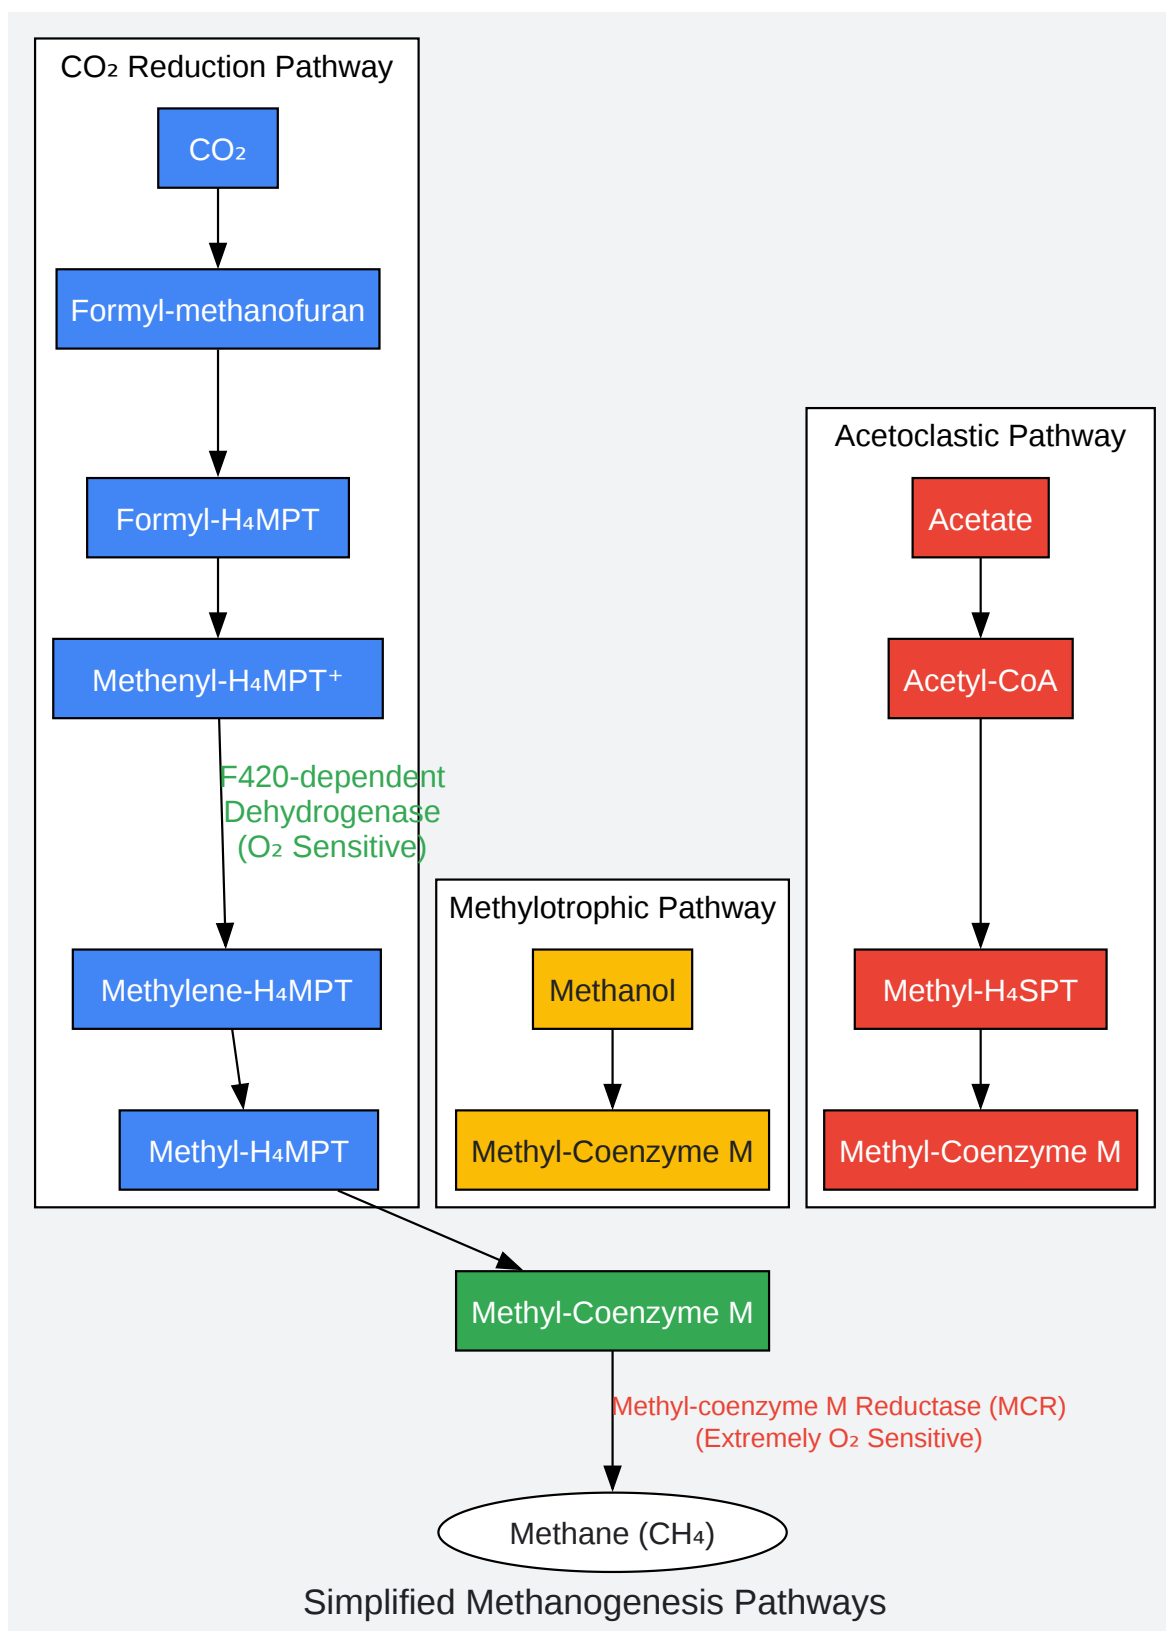 CO₂ Reduction Pathway
CO₂
Formyl-methanofuran
Formyl-H₄MPT
Methenyl-H₄MPT⁺
F420-dependent
Dehydrogenase
(O₂ Sensitive)
Methylene-H₄MPT
Methyl-H₄MPT
Methylotrophic Pathway
Methanol
Methyl-Coenzyme M
Acetoclastic Pathway
Acetate
Acetyl-CoA
Methyl-H₄SPT
Methyl-Coenzyme M
Methyl-Coenzyme M
Methyl-coenzyme M Reductase (MCR)
(Extremely O₂ Sensitive)
Methane (CH₄)
Simplified Methanogenesis Pathways